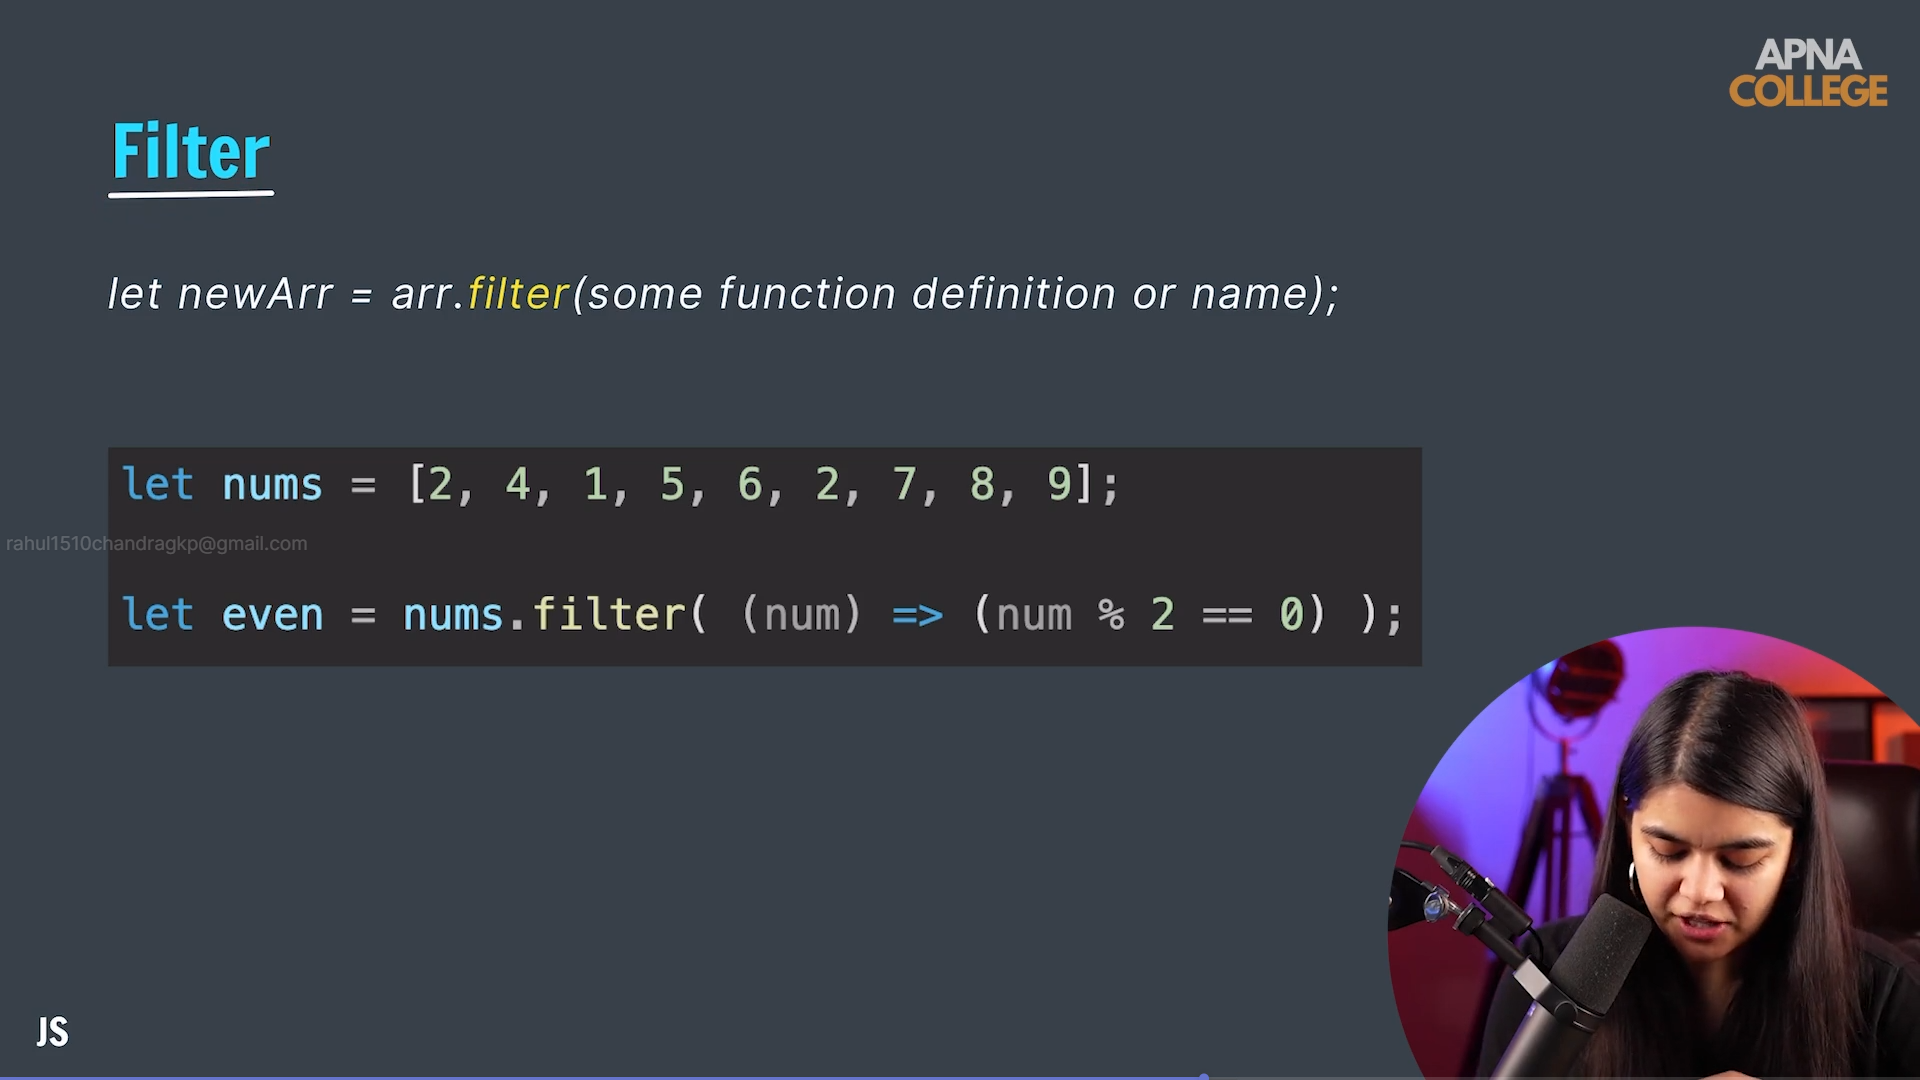 APNA
COLLEGE
Filter
let newArr = arr.filter(some function definition or name);
let nums = [2, 4, 1, 5, 6, 2, 7, 8, 9];
rahul1510chandragkp@gmail.com
let even = nums.filter( (num) => (num % 2 == 0) );
JS